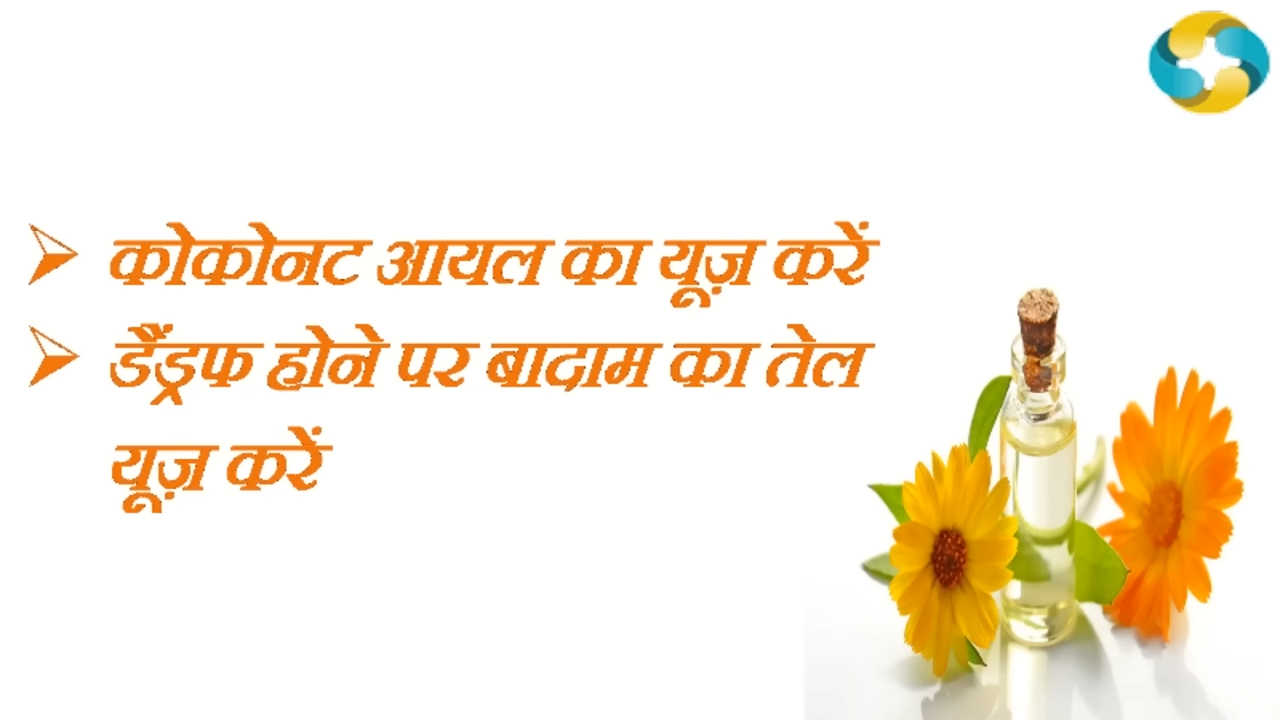 कोकोनट आयल का यूज़ करें
डैंड्रफ होने पर बादाम का तेल
यूज़ करें